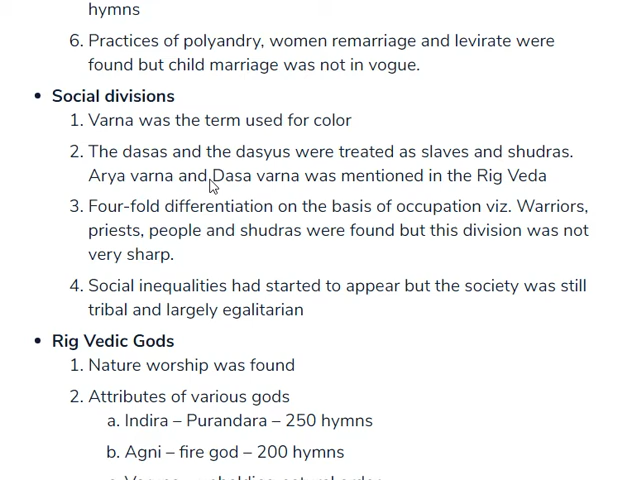 hymns
6. Practices of polyandry, women remarriage and levirate were
found but child marriage was not in vogue.
• Social divisions
1. Varna was the term used for color
2. The dasas and the dasyus were treated as slaves and shudras.
Arya varna and Dasa varna was mentioned in the Rig Veda
3. Four-fold differentiation on the basis of occupation viz. Warriors,
priests, people and shudras were found but this division was not
very sharp.
4. Social inequalities had started to appear but the society was still
tribal and largely egalitarian
• Rig Vedic Gods
1. Nature worship was found
2. Attributes of various gods
a. Indira – Purandara – 250 hymns
b. Agni – fire god – 200 hymns